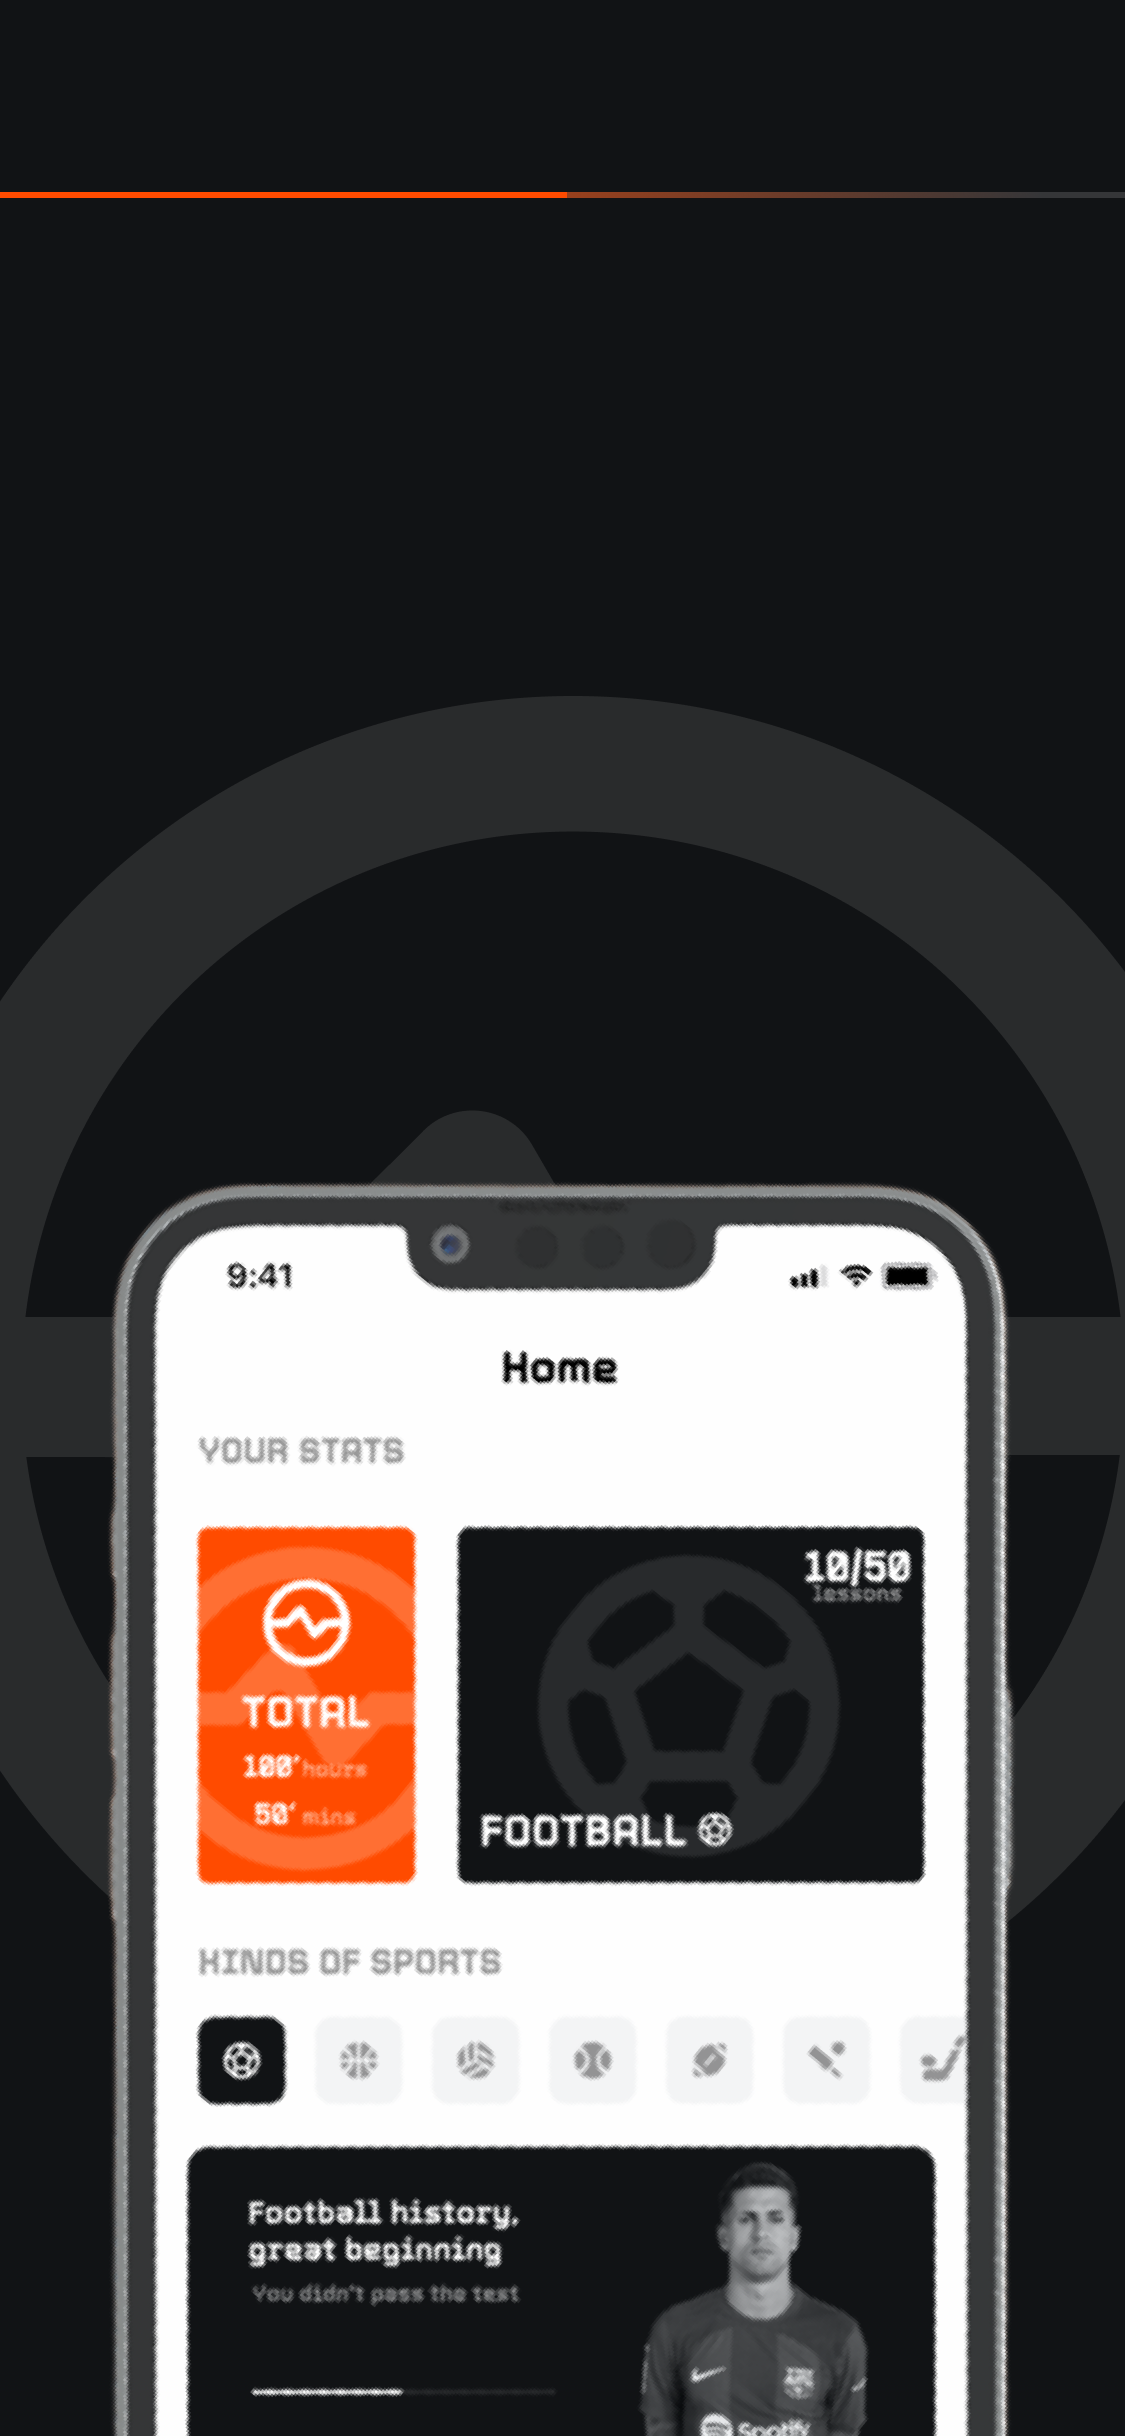 9:41
Home
YOUR STATS
10/50
lessons
TOTAL
100' hours
50' mins
FOOTBALL
KINDS OF SPORTS
Football history,
great beginning
You didn't pass the test
Spotify